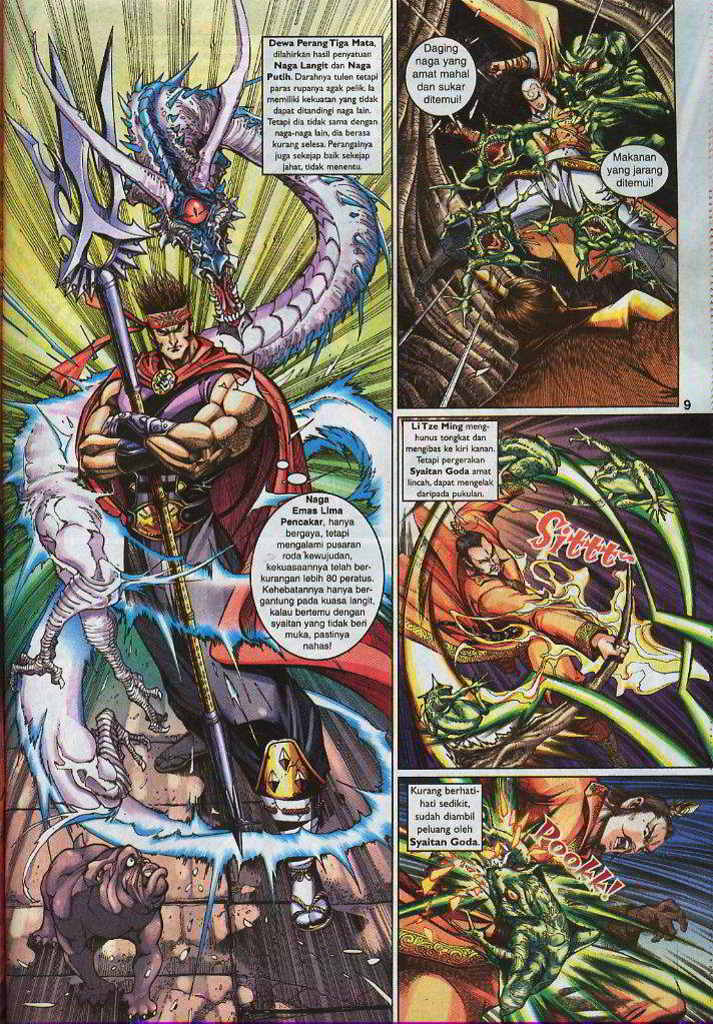 Dewa Perang Tiga Mata,
dilahirkan hasil penyatuan
Naga Langit dan Naga
Putih. Darahnya tulen tetapi
paras rupanya agak pelik. Ia
memiliki kekuatan yang tidak
dapat ditandingi naga lain.
Tetapi dia tidak sama dengan
naga-naga lain, dia berasa
kurang selesa. Perangainya
juga sekejap baik sekejap
jahat, tidak menentu.
Naga
Emas Lima
Pencakar, hanya
bergaya, tetapi
mengalami pusaran
roda kewujudan,
kekuasaannya telah ber-
kurangan lebih 80 peratus.
Kehebatannya hanya ber-
gantung pada kuasa langit,
kalau bertemu dengan
syaitan yang tidak beri
muka, pastinya
nahas!
Daging
naga yang
amat mahal
dan sukar
ditemui!
Makanan
yang jarang
ditemui!
9
Li Tze Ming meng-
hunus tongkat dan
mengibas ke kiri kanan.
Tetapi pergerakan
Syaitan Goda amat
lincah, dapat mengelak
daripada pukulan.
Sittt~
Kurang berhati-
hati sedikit,
sudah diambil
peluang oleh
Syaitan Goda.
POOLL!